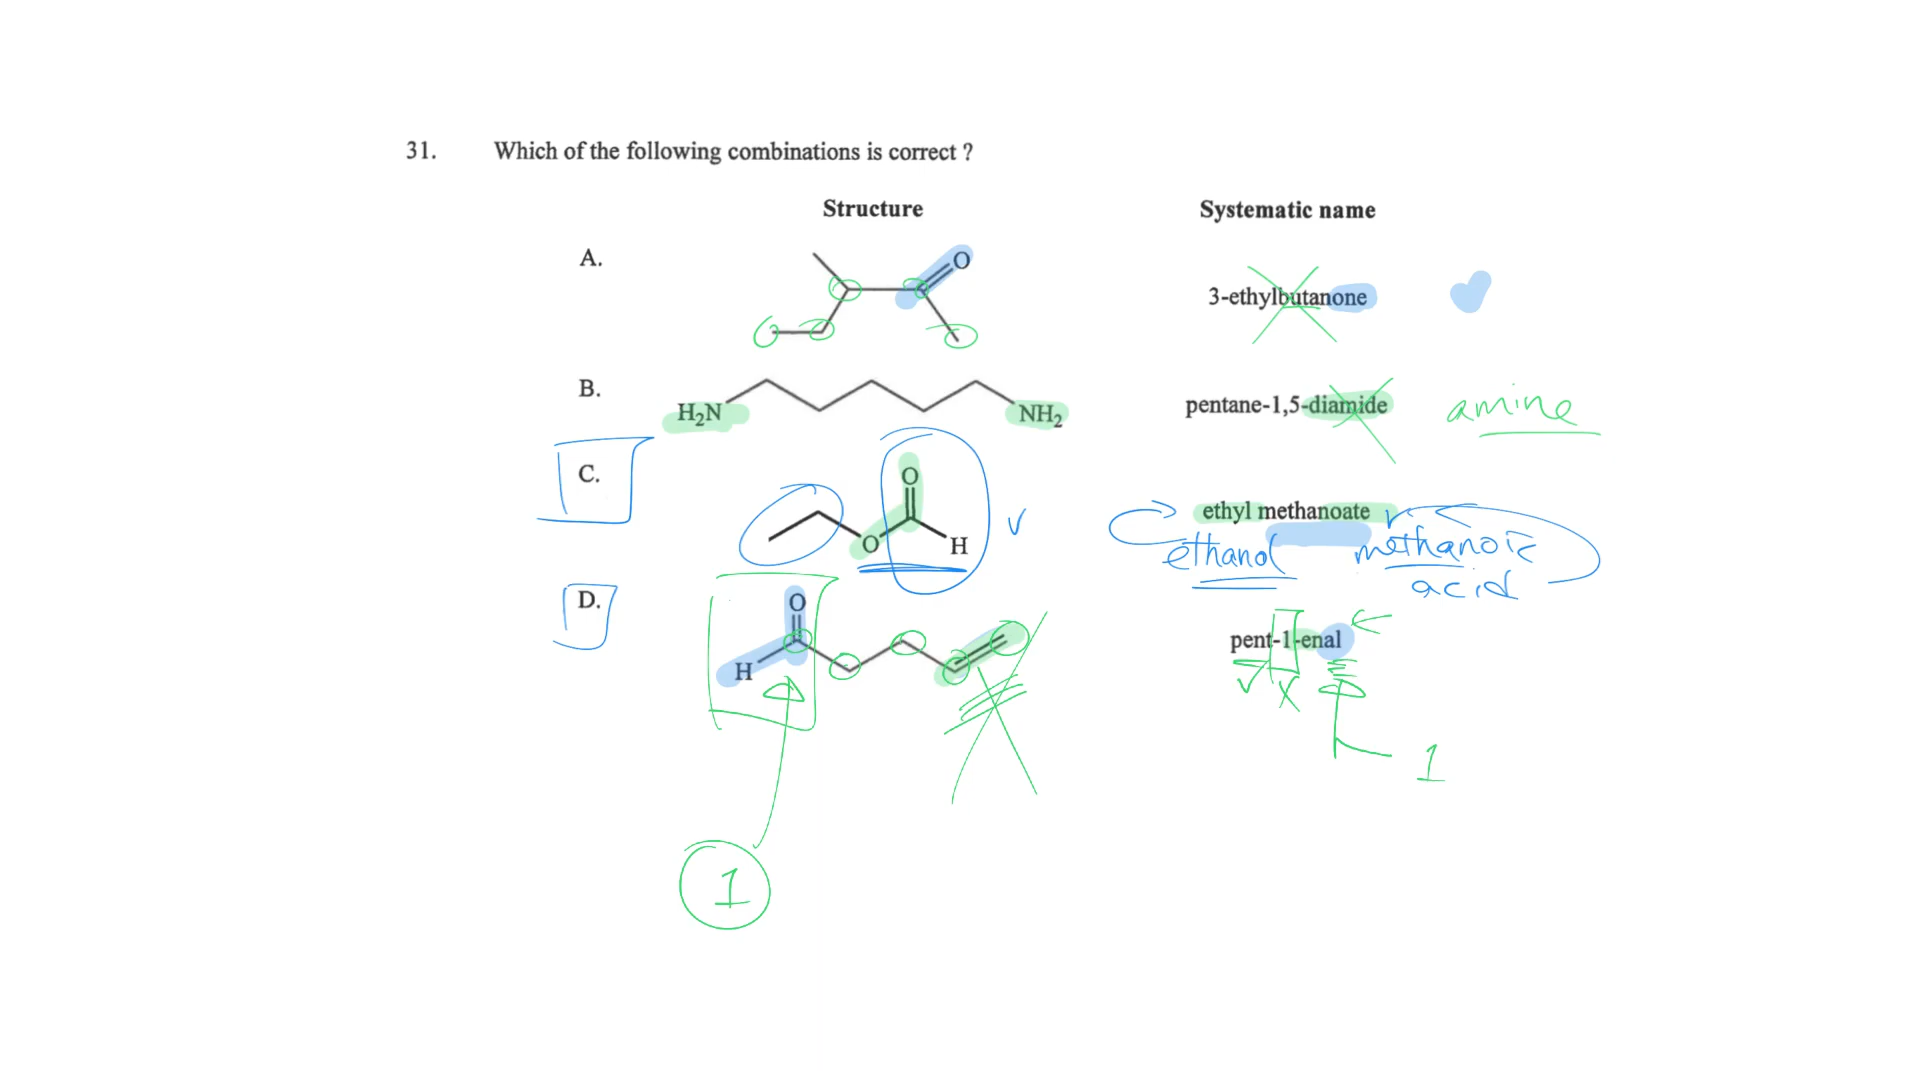 31. Which of the following combinations is correct ?
Structure Systematic name
A. O 3-ethylbutanone
B. H₂N NH₂ pentane-1,5-diamide amine
C. O O H ethyl methanoate
ethanol methanoic
acid
D. O H pent-1-enal
1
1